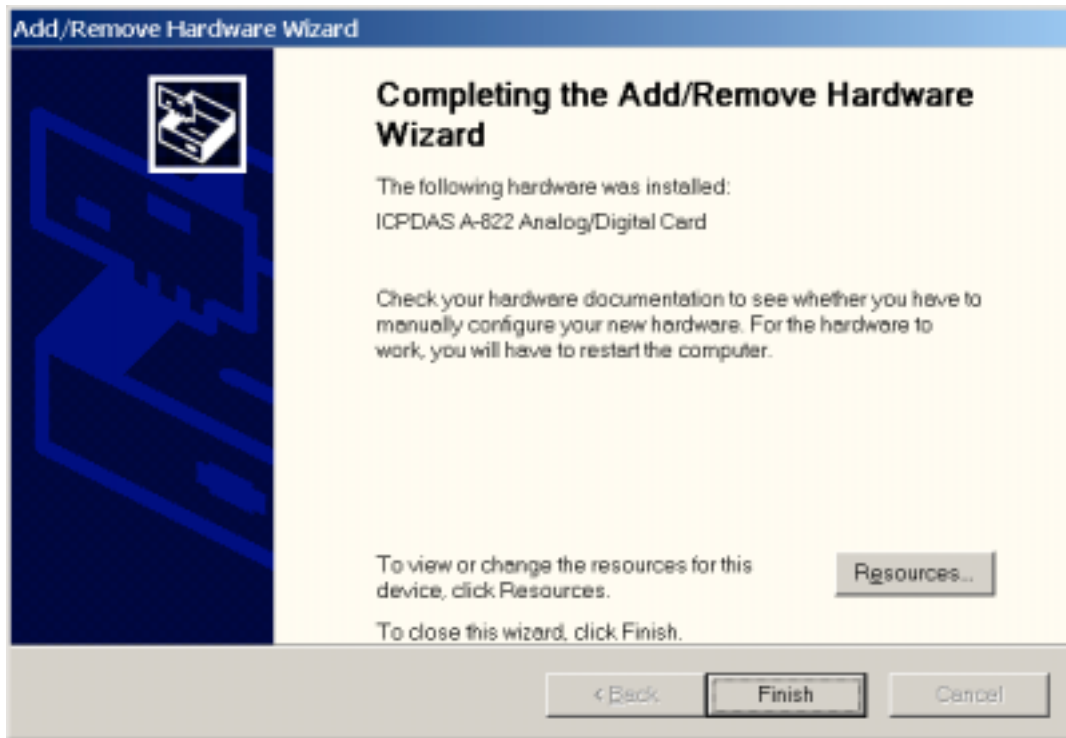 Add/Remove Hardware Wizard
Completing the Add/Remove Hardware
Wizard
The following hardware was installed:
ICPDAS A-822 Analog/Digital Card
Check your hardware documentation to see whether you have to
manually configure your new hardware. For the hardware to
work, you will have to restart the computer.
To view or change the resources for this
device, click Resources.
Resources...
To close this wizard, click Finish.
< Back
Finish
Cancel